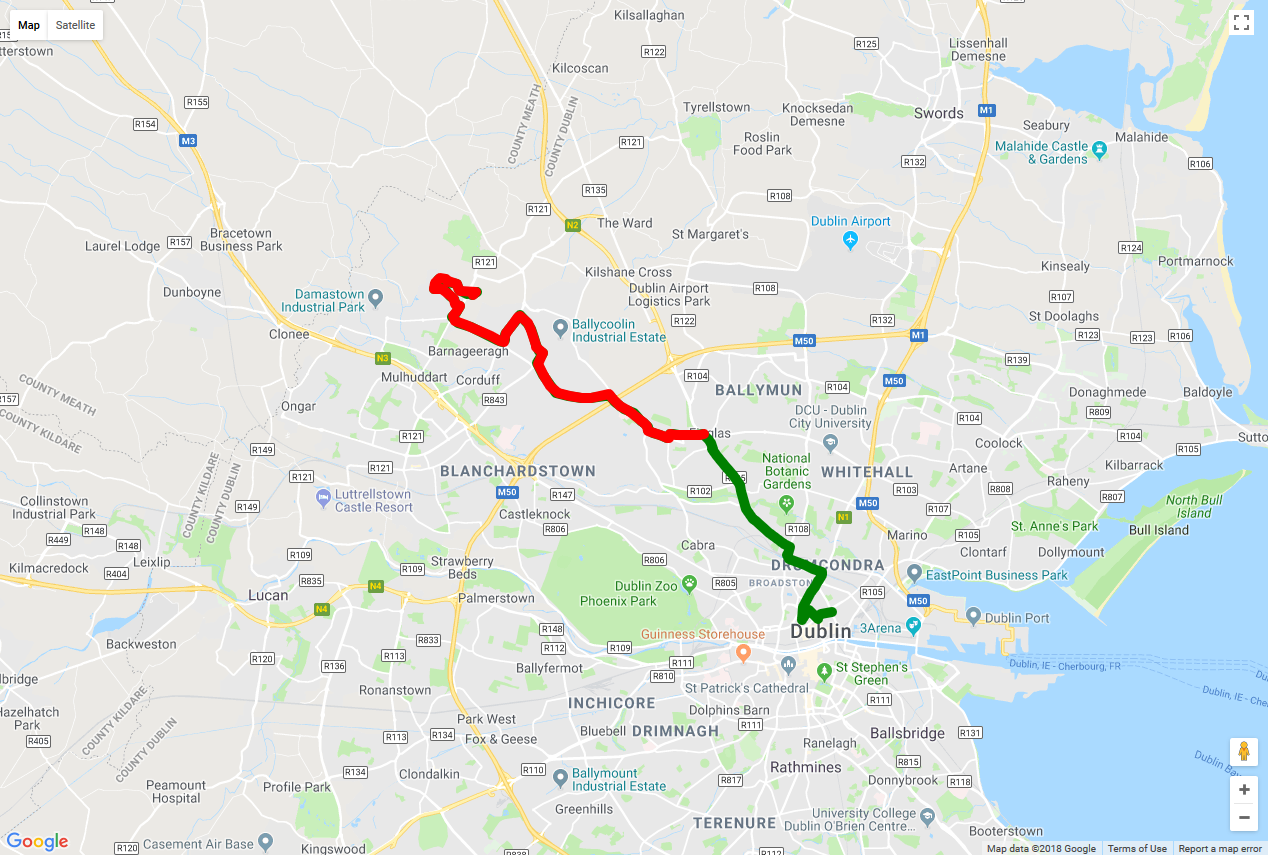 Map
Satellite
Kilsallaghan
R125
Lissenhall
Demesne
R122
Kilcoscan
R155
Tyrellstown
Knocksedan
Demesne
Swords
M1
R154
M3
COUNTY MEATH
COUNTY DUBLIN
R121
Roslin
Food Park
Seabury
Malahide
Malahide Castle
& Gardens
R132
R106
R135
R108
R121
Bracetown
Business Park
Laurel Lodge
R157
N2
The Ward
St Margaret's
Dublin Airport
R124
Portmarnock
R121
Kilshane Cross
Kinsealy
Dunboyne
Damastown
Industrial Park
Dublin Airport
Logistics Park
R108
R107
St Doolaghs
Clonee
Ballycoolin
Industrial Estate
R122
R132
M1
R123
R123
R106
M50
N3
Barnageeragh
R139
Mulhuddart
Corduff
R104
BALLYMUN
R104
M50
Donaghmede
Baldoyle
COUNTY MEATH
COUNTY KILDARE
R157
Ongar
R843
DCU - Dublin
City University
R809
R104
R121
R104
Coolock
R105
Sutto
R149
BLANCHARDSTOWN
R121
R121
National
Botanic
Gardens
WHITEHALL
Artane
Kilbarrack
Raheny
COUNTY KILDARE
COUNTY DUBLIN
Luttrellstown
Castle Resort
M50
R147
R102
R103
R808
R807
North Bull
Island
Collinstown
Industrial Park
R149
Castleknock
M50
R107
St. Anne's Park
Bull Island
R148
R449
R148
R806
N1
R108
Marino
R105
Clontarf
Dollymount
Leixlip
R109
Cabra
Kilmacredock
R404
Strawberry
Beds
R109
R806
DRUMCONDRA
EastPoint Business Park
R835
N4
Dublin Zoo
Phoenix Park
R805
BROADSTON
R105
M50
Lucan
N4
Palmerstown
Dublin
3Arena
Dublin Port
Backweston
R833
R148
R112
R109
Guinness Storehouse
R120
R113
R136
Ballyfermot
R111
R810
St Stephen's
Green
Dublin, IE - Cherbourg, FR
Ronanstown
St Patrick's Cathedral
Dublin, IE -
Hazelhatch
Park
R405
COUNTY KILDARE
COUNTY DUBLIN
INCHICORE
Dolphins Barn
R111
R111
Park West
R113
R134
Fox & Geese
Bluebell
DRIMNAGH
Ranelagh
Ballsbridge
R131
R134
Clondalkin
R110
Ballymount
Industrial Estate
R817
Rathmines
R815
Donnybrook
R118
Peamount
Hospital
Profile Park
Greenhills
TERENURE
University College
Dublin O'Brien Centre...
Booterstown
Google
R120
Casement Air Base
Kingswood
R838
R112
Map data ©2018 Google
Terms of Use
Report a map error